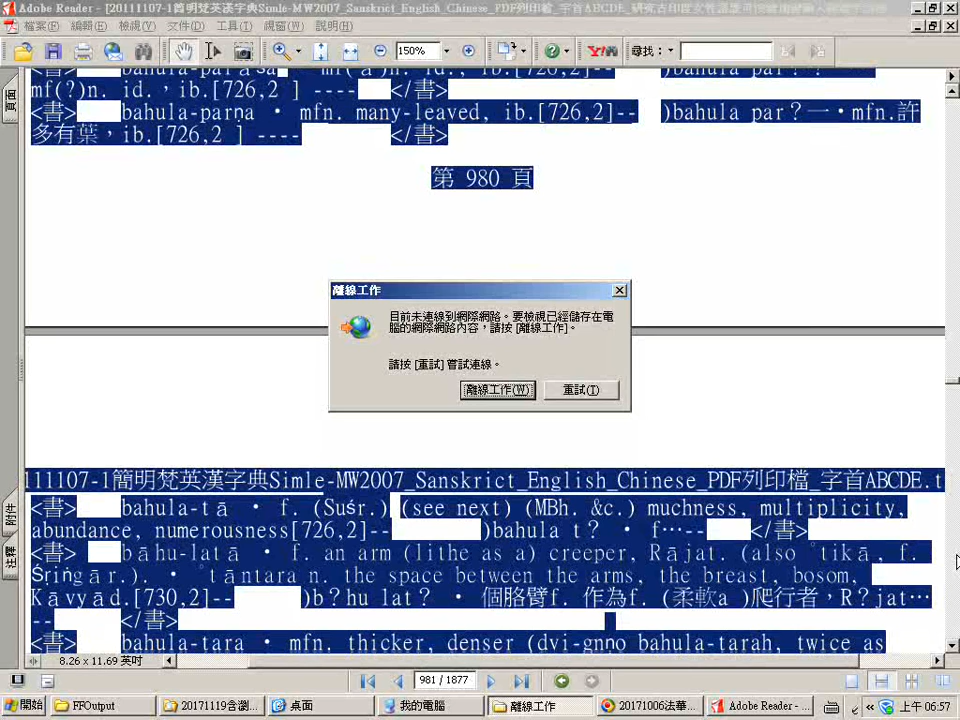 Adobe Reader - [20111107-1簡明梵英漢字典Simle-MW2007_Sanskrict_English_Chinese_PDF列印檔_字首ABCDE
檔案(F) 編輯(E) 檢視(V) 文件(D) 工具(T) 視窗(W) 說明(H)
150% Y! 尋找:
頁面
mf(?)n. id.，ib.[726,2 ] ---- </書>
<書> bahula-parṇa ‧ mfn. many-leaved, ib.[726,2]-- )bahula par？一‧mfn.許
多有葉，ib.[726,2 ] ---- </書>
第 980 頁
離線工作
目前未連線到網際網路。要檢視已經儲存在電
腦的網際網路內容，請按 [離線工作]。
請按 [重試] 嘗試連線。
離線工作(W) 重試(T)
111107-1簡明梵英漢字典Simle-MW2007_Sanskrict_English_Chinese_PDF列印檔_字首ABCDE.t
<書> bahula-tā ‧ f. (Suśr.) (see next) (MBh. &c.) muchness, multiplicity,
abundance, numerousness[726,2]-- )bahula t？ ‧ f…-- </書>
<書> bāhu-latā ‧ f. an arm (lithe as a) creeper, Rājat. (also °tikā, f.
Śṛiṅgār.). ‧ °tāntara n. the space between the arms, the breast, bosom,
Kāvyād.[730,2]-- )b？hu lat？ ‧ 個胳臂f. 作為f. (柔軟a )爬行者，R？jat…
-- </書>
<書> bahula-tara ‧ mfn. thicker, denser (dvi-gnno bahula-tarah, twice as
附件
注釋
8.26 x 11.69 英吋
981 / 1877
開始 FFOutput 20171119含瀏... 桌面 我的電腦 離線工作 20171006法華... Adobe Reader - ... 上午 06:57